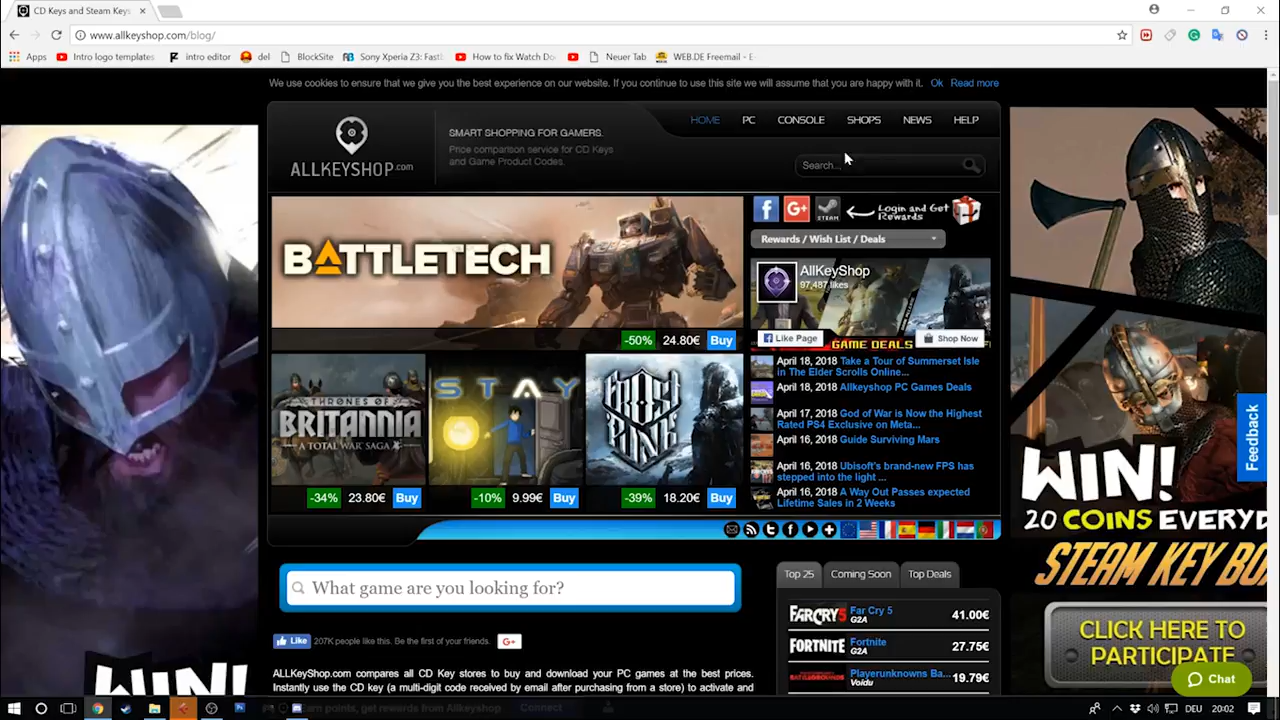 CD Keys and Steam Keys
www.allkeyshop.com/blog/
Apps
Intro logo templates
intro editor
del
BlockSite
Sony Xperia Z3: Fast
How to fix Watch Do
Neuer Tab
WEB.DE Freemail - E
We use cookies to ensure that we give you the best experience on our website. If you continue to use this site we will assume that you are happy with it. Ok Read more
ALLKEYSHOP.com
SMART SHOPPING FOR GAMERS.
Price comparison service for CD Keys
and Game Product Codes.
HOME PC CONSOLE SHOPS NEWS HELP
Search...
BATTLETECH
-50% 24.80€ Buy
STEAM
Login and Get
Rewards
Rewards / Wish List / Deals
AllKeyShop
97,487 likes
Like Page
Shop Now
GAME DEALS
April 18, 2018 Take a Tour of Summerset Isle
in The Elder Scrolls Online...
April 18, 2018 Allkeyshop PC Games Deals
April 17, 2018 God of War is Now the Highest
Rated PS4 Exclusive on Meta...
April 16, 2018 Guide Surviving Mars
April 16, 2018 Ubisoft's brand-new FPS has
stepped into the light ...
April 16, 2018 A Way Out Passes expected
Lifetime Sales in 2 Weeks
THRONES OF
BRITANNIA
A TOTAL WAR SAGA
-34% 23.80€ Buy
STAY
-10% 9.99€ Buy
FROST
PUNK
-39% 18.20€ Buy
What game are you looking for?
Like 207K people like this. Be the first of your friends.
G+
ALLKeyShop.com compares all CD Key stores to buy and download your PC games at the best prices.
Instantly use the CD key (a multi-digit code received by email after purchasing from a store) to activate and
earn points, get rewards from Allkeyshop Connect
Top 25 Coming Soon Top Deals
FARCRY5 Far Cry 5
G2A
41.00€
FORTNITE Fortnite
G2A
27.75€
Playerunknowns Ba...
Voidu
19.79€
WIN!
WIN!
20 COINS EVERYD
STEAM KEY BO
CLICK HERE TO
PARTICIPATE
Feedback
Chat
DEU 20:02